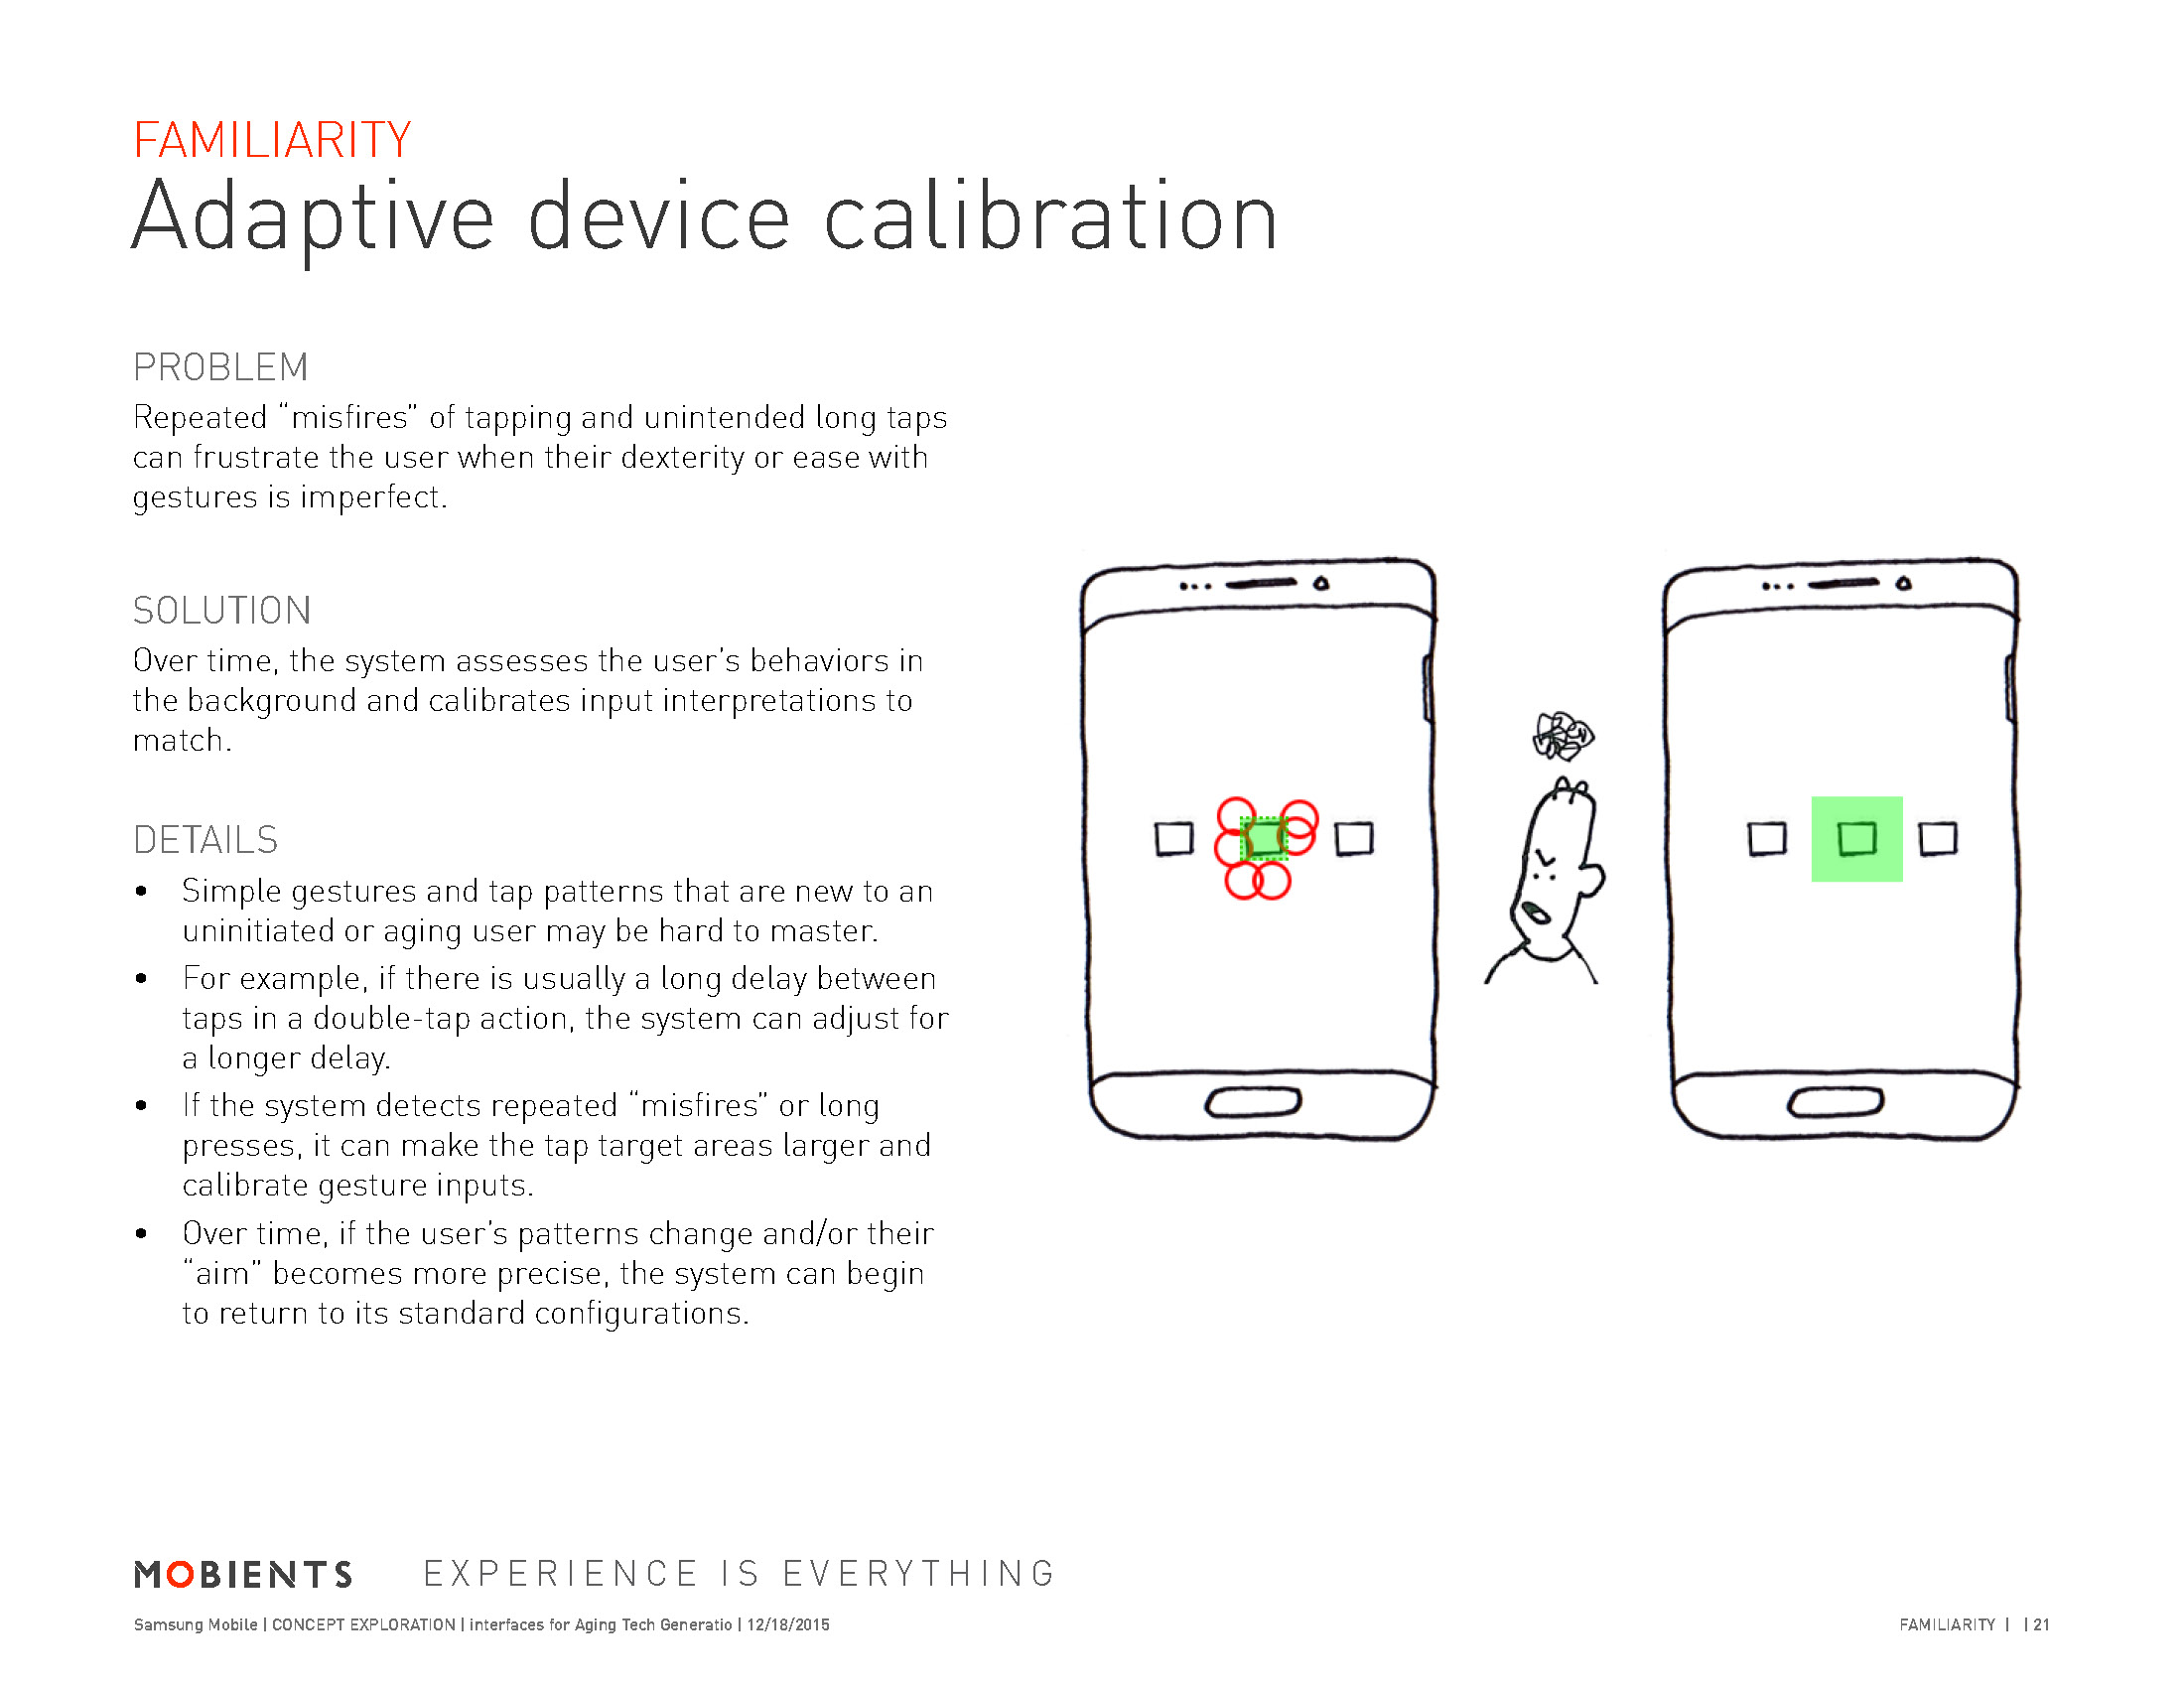 FAMILIARITY
Adaptive device calibration
PROBLEM
Repeated “misfires” of tapping and unintended long taps
can frustrate the user when their dexterity or ease with
gestures is imperfect.
SOLUTION
Over time, the system assesses the user’s behaviors in
the background and calibrates input interpretations to
match.
DETAILS
• Simple gestures and tap patterns that are new to an
uninitiated or aging user may be hard to master.
• For example, if there is usually a long delay between
taps in a double-tap action, the system can adjust for
a longer delay.
• If the system detects repeated “misfires” or long
presses, it can make the tap target areas larger and
calibrate gesture inputs.
• Over time, if the user’s patterns change and/or their
“aim” becomes more precise, the system can begin
to return to its standard configurations.
MOBIENTS EXPERIENCE IS EVERYTHING
Samsung Mobile | CONCEPT EXPLORATION | interfaces for Aging Tech Generatio | 12/18/2015
FAMILIARITY | | 21